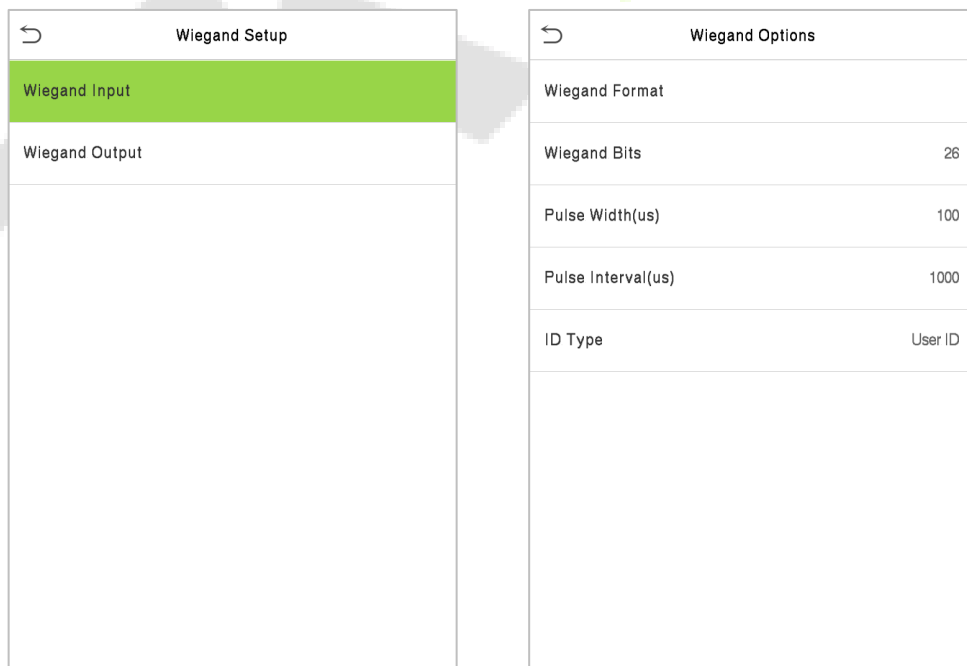 Wiegand Setup
Wiegand Input
Wiegand Output
Wiegand Options
Wiegand Format
Wiegand Bits 26
Pulse Width(us) 100
Pulse Interval(us) 1000
ID Type User ID